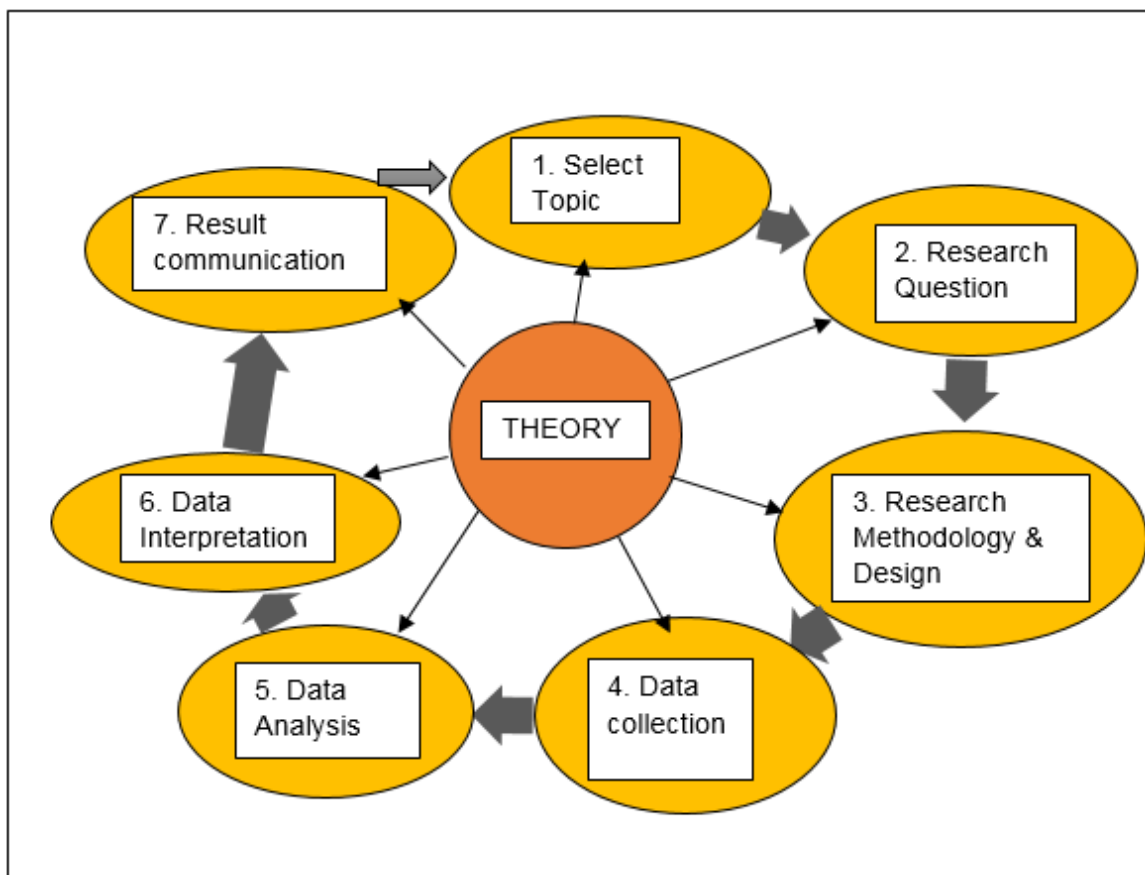 1. Select
Topic
2. Research
Question
3. Research
Methodology &
Design
4. Data
collection
5. Data
Analysis
6. Data
Interpretation
7. Result
communication
THEORY